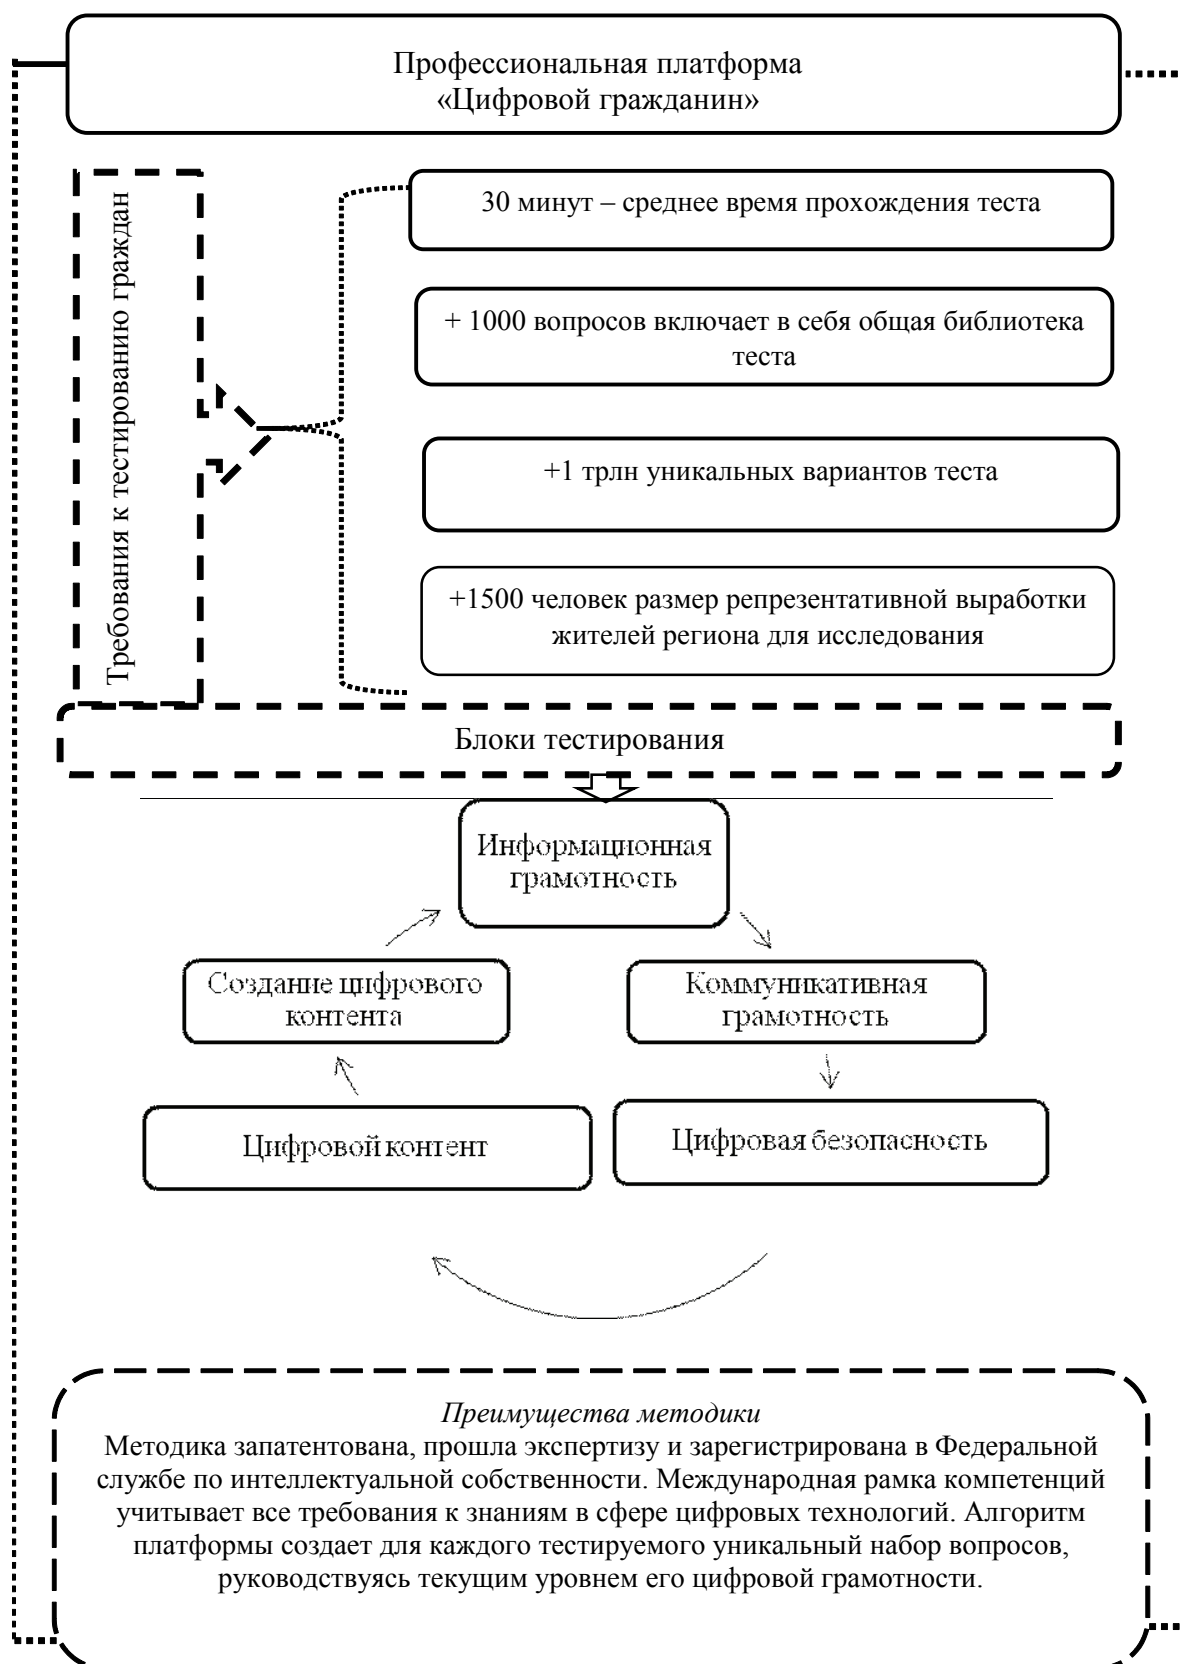 Профессиональная платформа
«Цифровой гражданин»
Требования к тестированию граждан
30 минут – среднее время прохождения теста
+ 1000 вопросов включает в себя общая библиотека
теста
+1 трлн уникальных вариантов теста
+1500 человек размер репрезентативной выработки
жителей региона для исследования
Блоки тестирования
Информационная
грамотность
Создание цифрового
контента
Коммуникативная
грамотность
Цифровой контент
Цифровая безопасность
Преимущества методики
Методика запатентована, прошла экспертизу и зарегистрирована в Федеральной
службе по интеллектуальной собственности. Международная рамка компетенций
учитывает все требования к знаниям в сфере цифровых технологий. Алгоритм
платформы создает для каждого тестируемого уникальный набор вопросов,
руководствуясь текущим уровнем его цифровой грамотности.